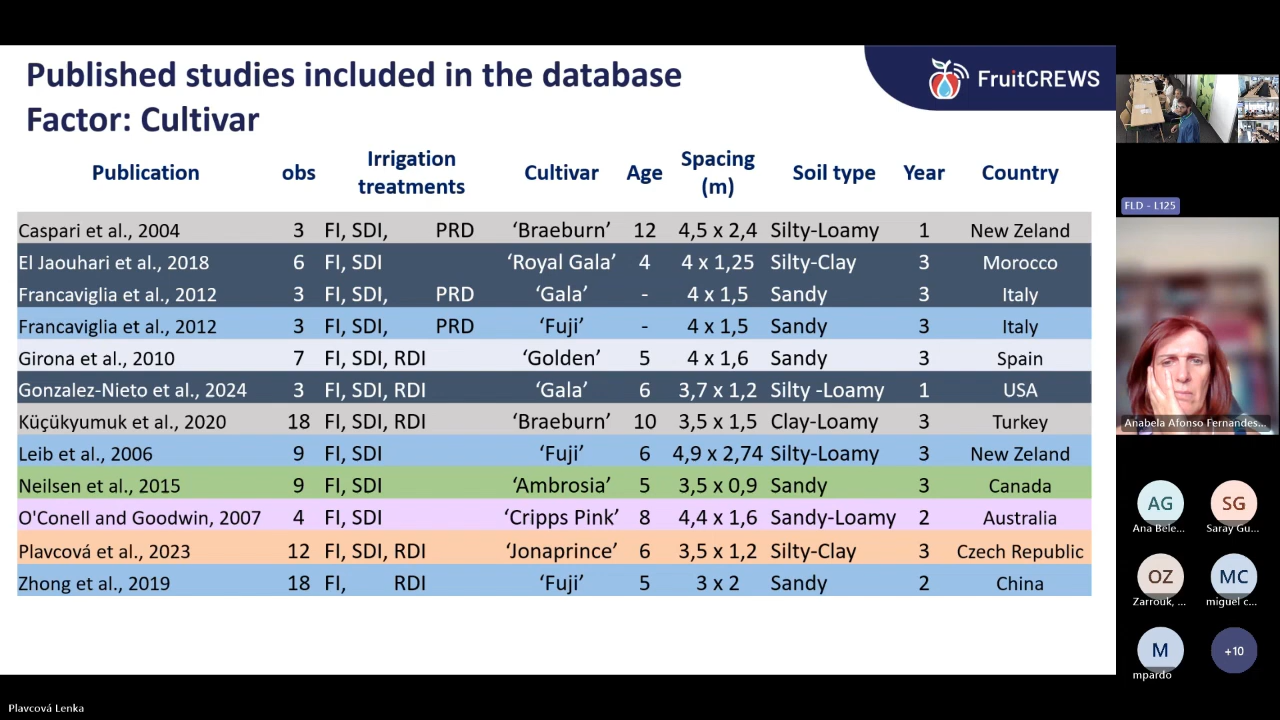 Published studies included in the database
Factor: Cultivar
FruitCREWS
Publication obs Irrigation treatments Cultivar Age Spacing (m) Soil type Year Country
Caspari et al., 2004 3 FI, SDI, PRD ‘Braeburn’ 12 4,5 x 2,4 Silty-Loamy 1 New Zeland
El Jaouhari et al., 2018 6 FI, SDI ‘Royal Gala’ 4 4 x 1,25 Silty-Clay 3 Morocco
Francaviglia et al., 2012 3 FI, SDI, PRD ‘Gala’ - 4 x 1,5 Sandy 3 Italy
Francaviglia et al., 2012 3 FI, SDI, PRD ‘Fuji’ - 4 x 1,5 Sandy 3 Italy
Girona et al., 2010 7 FI, SDI, RDI ‘Golden’ 5 4 x 1,6 Sandy 3 Spain
Gonzalez-Nieto et al., 2024 3 FI, SDI, RDI ‘Gala’ 6 3,7 x 1,2 Silty -Loamy 1 USA
Küçükyumuk et al., 2020 18 FI, SDI, RDI ‘Braeburn’ 10 3,5 x 1,5 Clay-Loamy 3 Turkey
Leib et al., 2006 9 FI, SDI ‘Fuji’ 6 4,9 x 2,74 Silty-Loamy 3 New Zeland
Neilsen et al., 2015 9 FI, SDI ‘Ambrosia’ 5 3,5 x 0,9 Sandy 3 Canada
O'Conell and Goodwin, 2007 4 FI, SDI ‘Cripps Pink’ 8 4,4 x 1,6 Sandy-Loamy 2 Australia
Plavcová et al., 2023 12 FI, SDI, RDI ‘Jonaprince’ 6 3,5 x 1,2 Silty-Clay 3 Czech Republic
Zhong et al., 2019 18 FI, RDI ‘Fuji’ 5 3 x 2 Sandy 2 China
FLD - L125
Anabela Afonso Fernandes...
AG
Ana Bele...
SG
Saray Gu...
OZ
Zarrouk, ...
MC
miguel c...
M
mpardo
+10
Plavcová Lenka